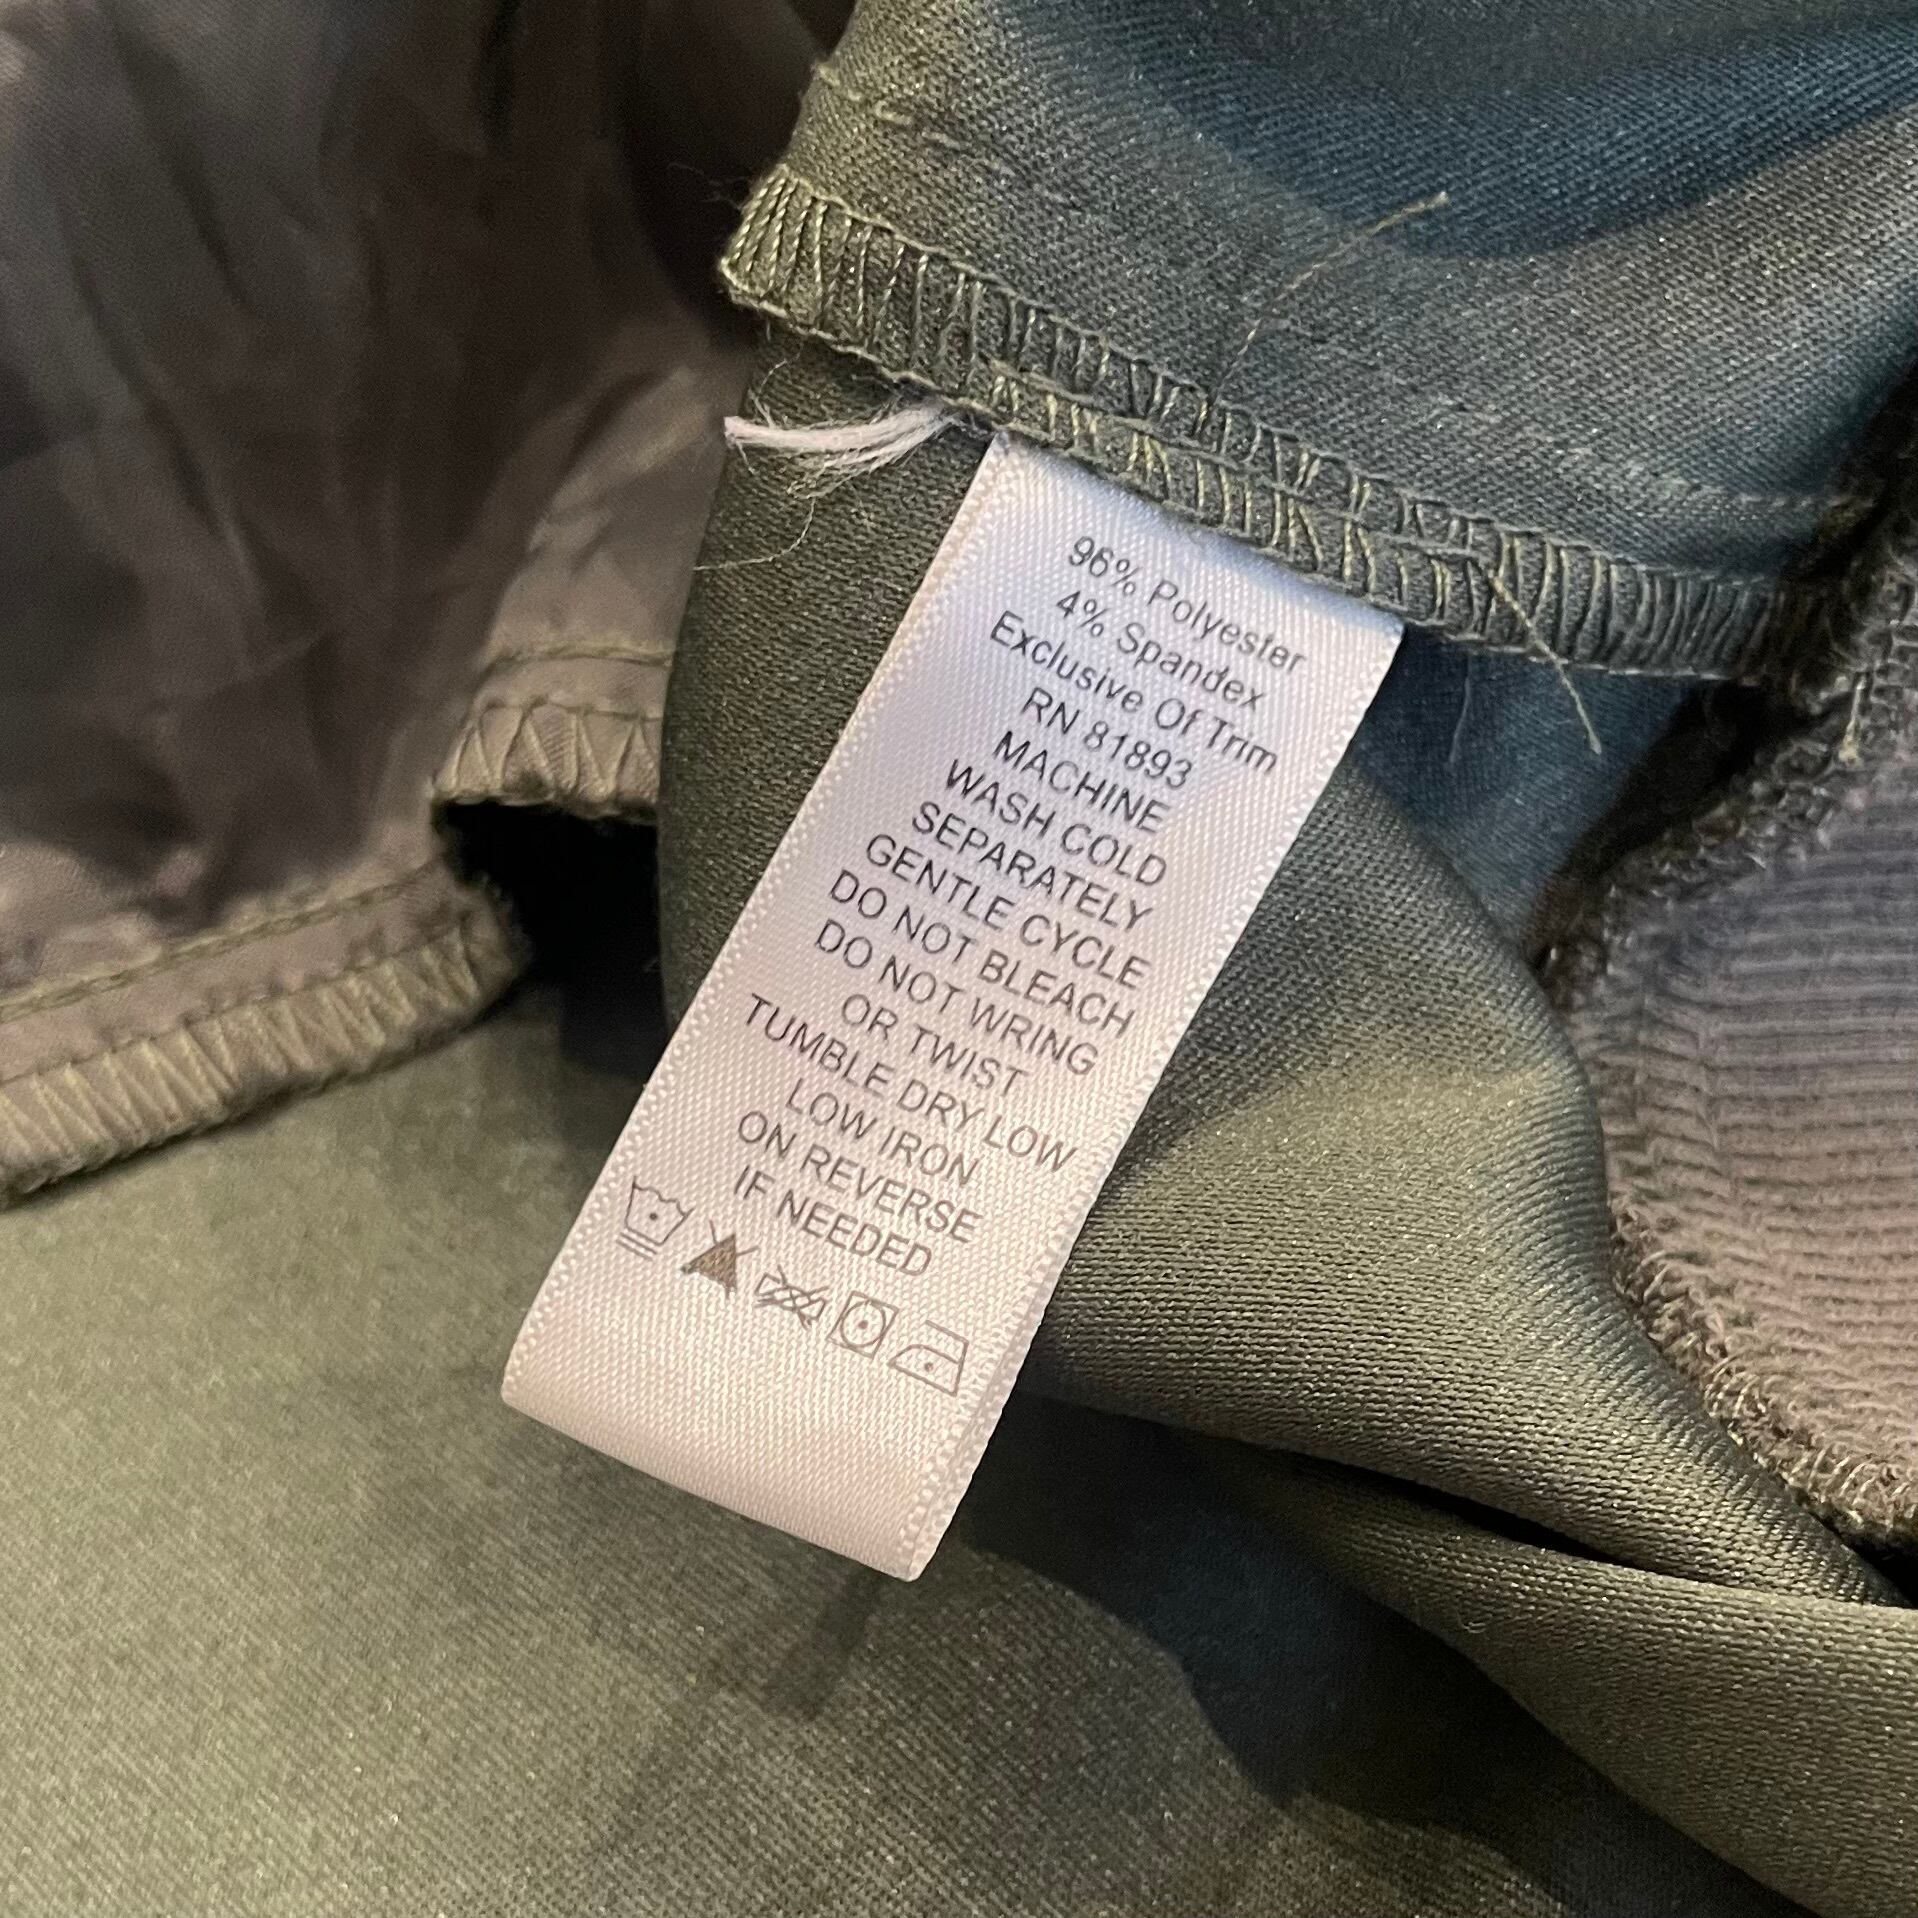 96% Polyester
4% Spandex
Exclusive Of Trim
RN 81893
MACHINE
WASH COLD
SEPARATELY
GENTLE CYCLE
DO NOT BLEACH
DO NOT WRING
OR TWIST
TUMBLE DRY LOW
LOW IRON
ON REVERSE
IF NEEDED